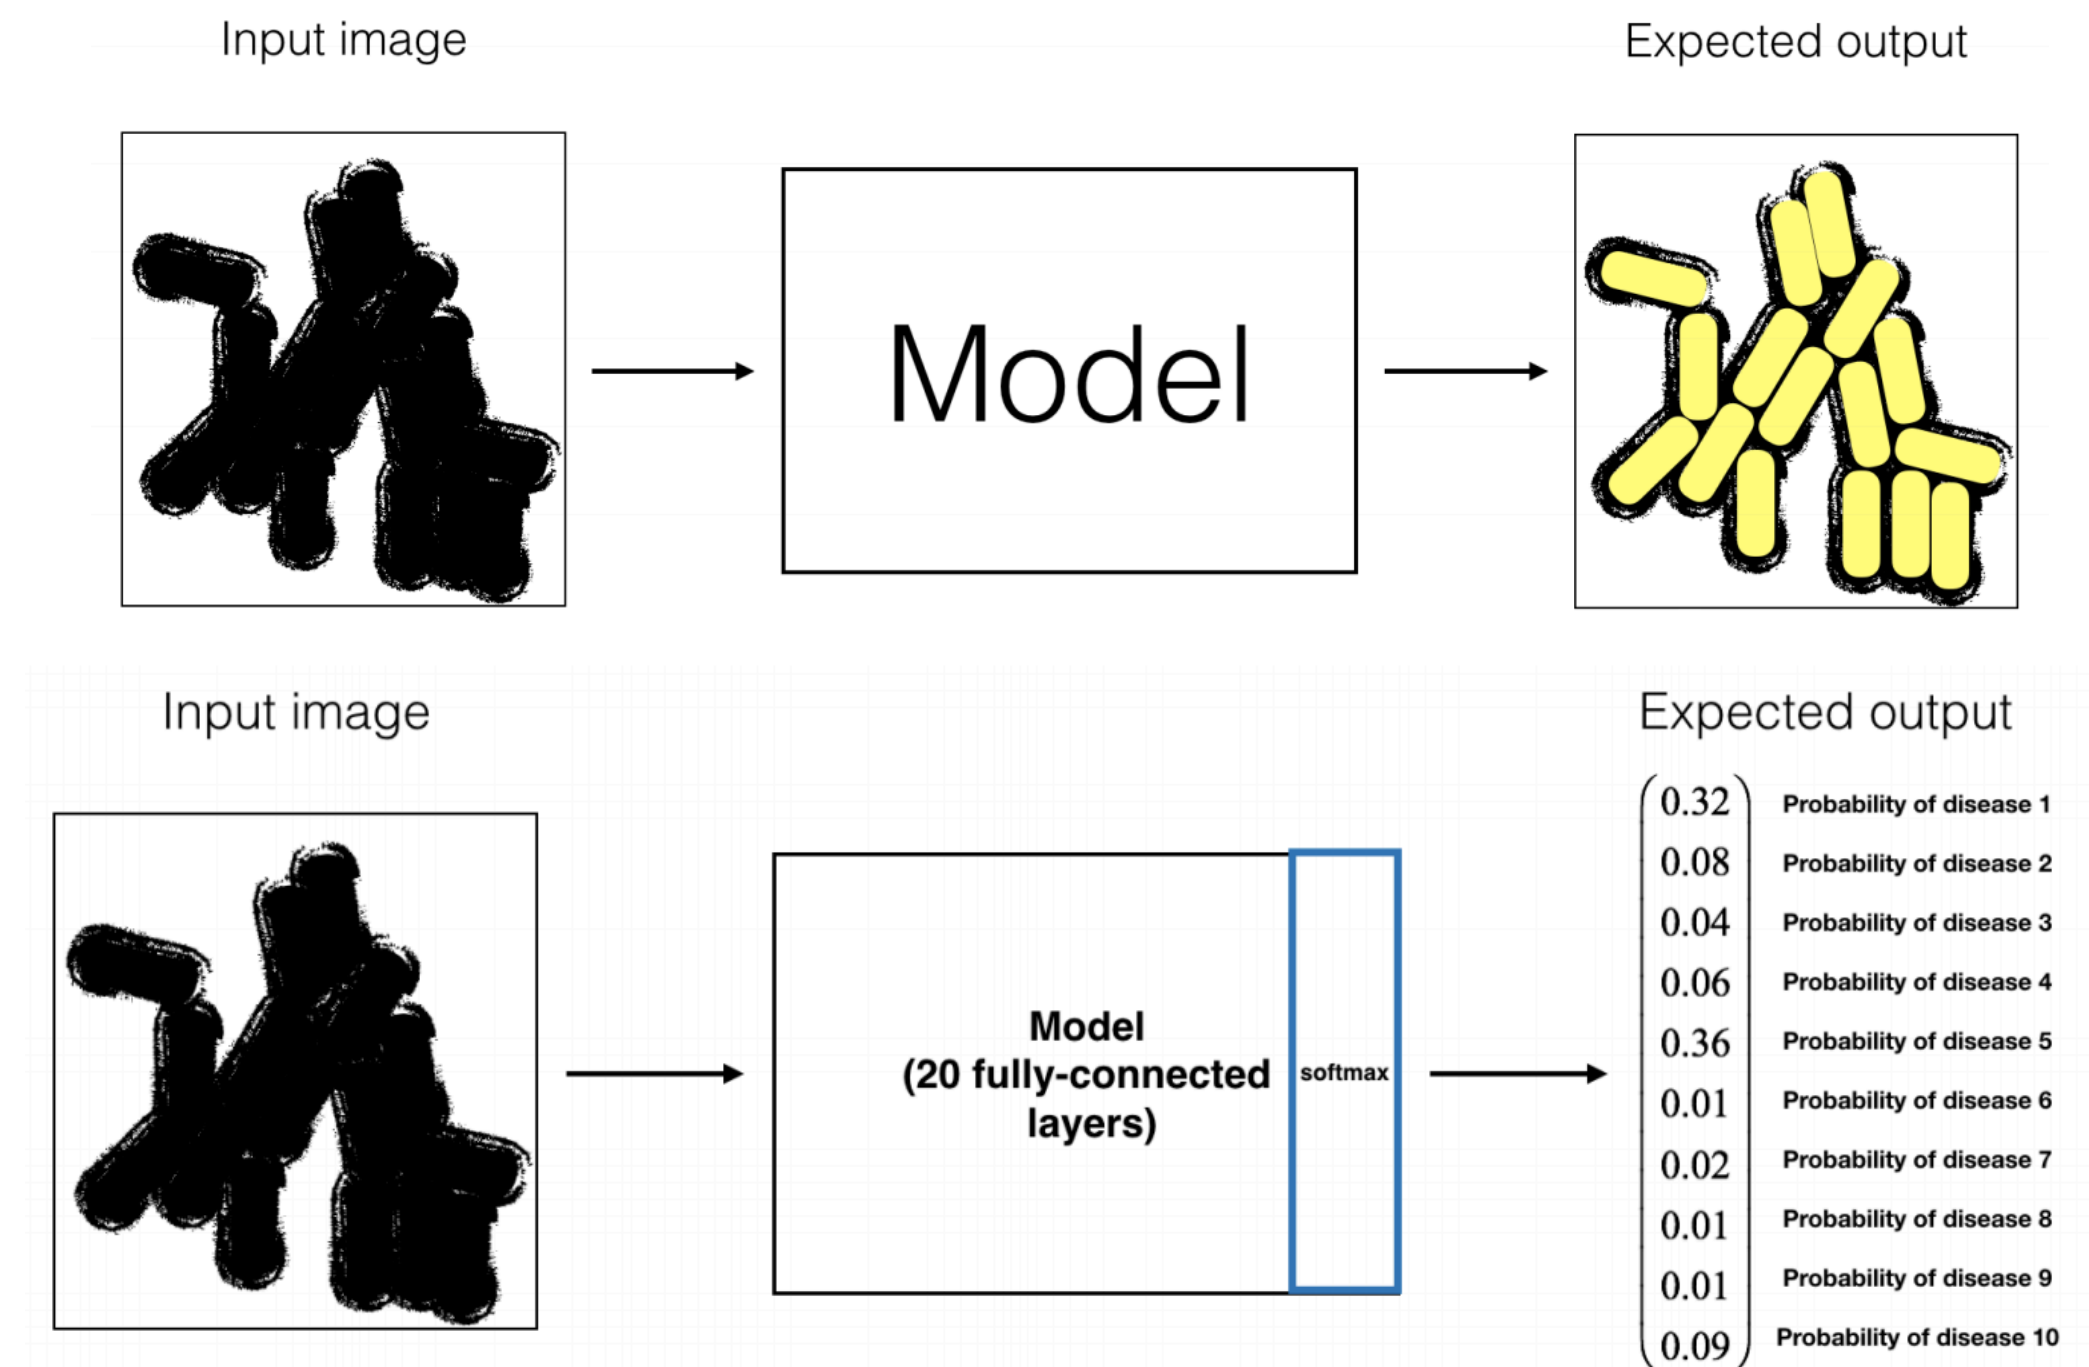 Input image
Expected output
Model
Input image
Expected output
Model
(20 fully-connected
layers)
softmax
0.32 Probability of disease 1
0.08 Probability of disease 2
0.04 Probability of disease 3
0.06 Probability of disease 4
0.36 Probability of disease 5
0.01 Probability of disease 6
0.02 Probability of disease 7
0.01 Probability of disease 8
0.01 Probability of disease 9
0.09 Probability of disease 10